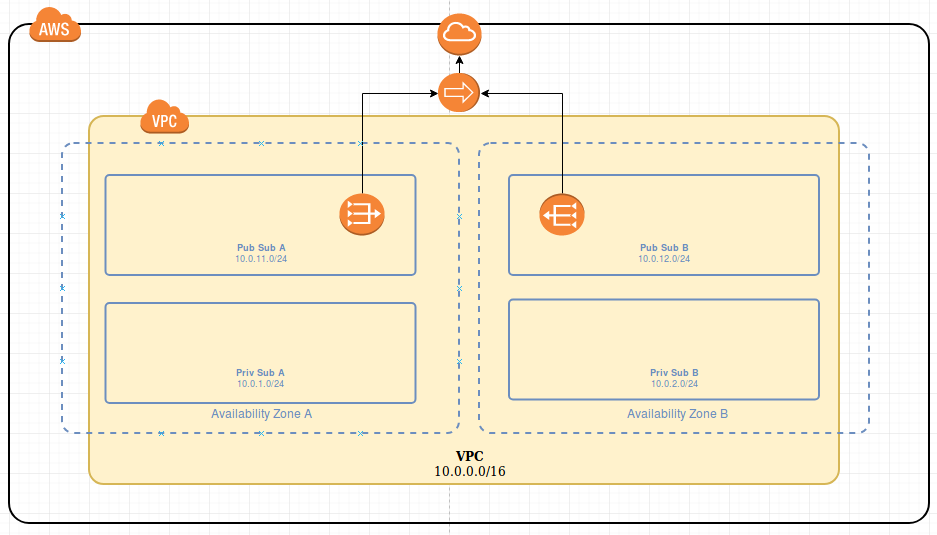 AWS
VPC
Pub Sub A
10.0.11.0/24
Pub Sub B
10.0.12.0/24
Priv Sub A
10.0.1.0/24
Priv Sub B
10.0.2.0/24
Availability Zone A
Availability Zone B
VPC
10.0.0.0/16